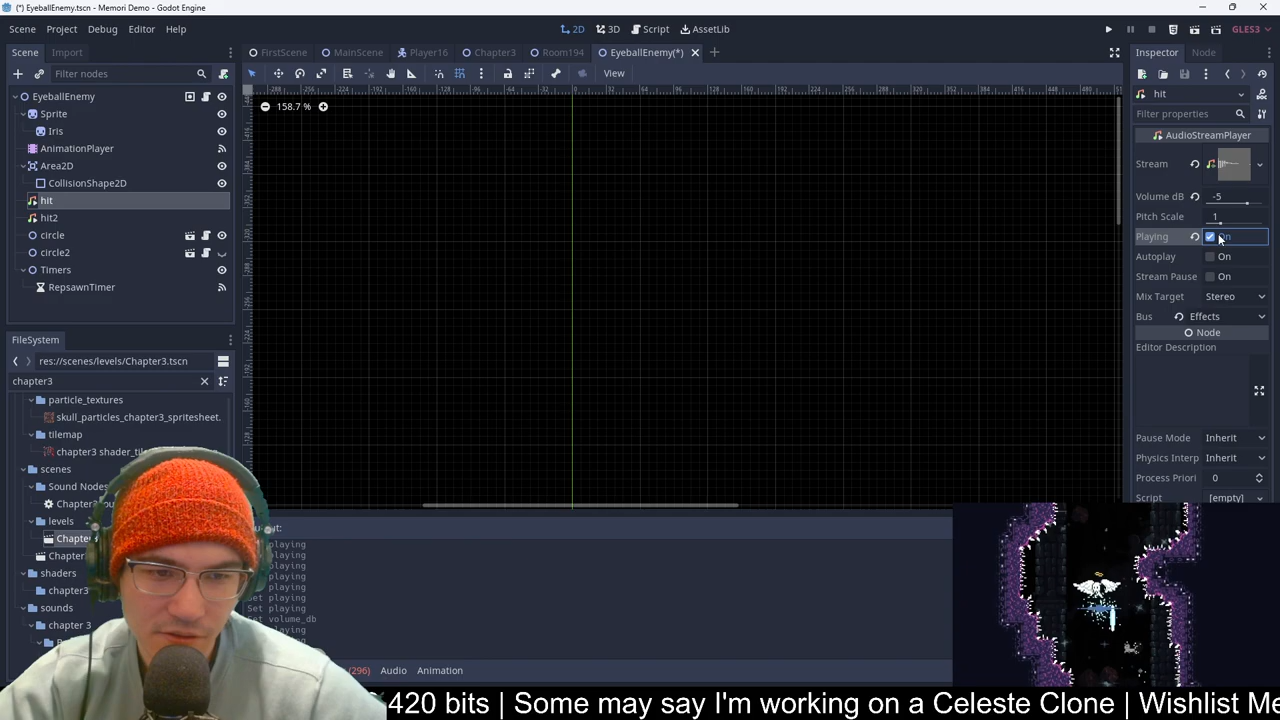 (*) EyeballEnemy.tscn - Memori Demo - Godot Engine
Scene Project Debug Editor Help
2D 3D Script AssetLib
GLES3
Scene Import
FirstScene MainScene Player16 Chapter3 Room194 EyeballEnemy(*)
Inspector Node
Filter nodes
View
EyeballEnemy
Sprite
Iris
AnimationPlayer
Area2D
CollisionShape2D
hit
hit2
circle
circle2
Timers
RepsawnTimer
158.7 %
hit
Filter properties
AudioStreamPlayer
Stream
Volume dB -5
Pitch Scale 1
Playing On
Autoplay On
Stream Pause On
Mix Target Stereo
Bus Effects
Node
Editor Description
Pause Mode Inherit
Physics Interp Inherit
Process Priori 0
Script [empty]
FileSystem
res://scenes/levels/Chapter3.tscn
chapter3
particle_textures
skull_particles_chapter3_spritesheet.
tilemap
chapter3 shader_
scenes
Sound Nodes
levels
shaders
chapter3
sounds
chapter 3
playing
playing
playing
playing
playing
Set playing
Set playing
Set volume_db
(296) Audio Animation
420 bits | Some may say I'm working on a Celeste Clone | Wishlist Me